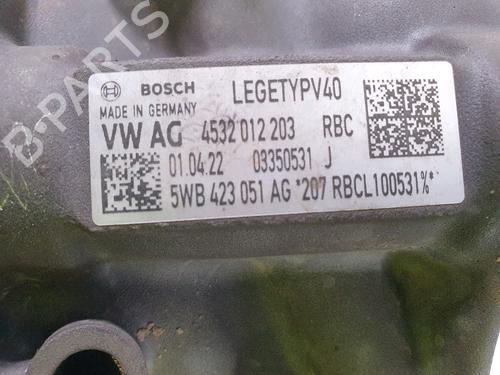 B-PARTS
BOSCH LEGETYPV40
MADE IN GERMANY
VW AG 4532 012 203 RBC
01.04.22 03350531 J
5WB 423 051 AG *207 RBCL100531%*